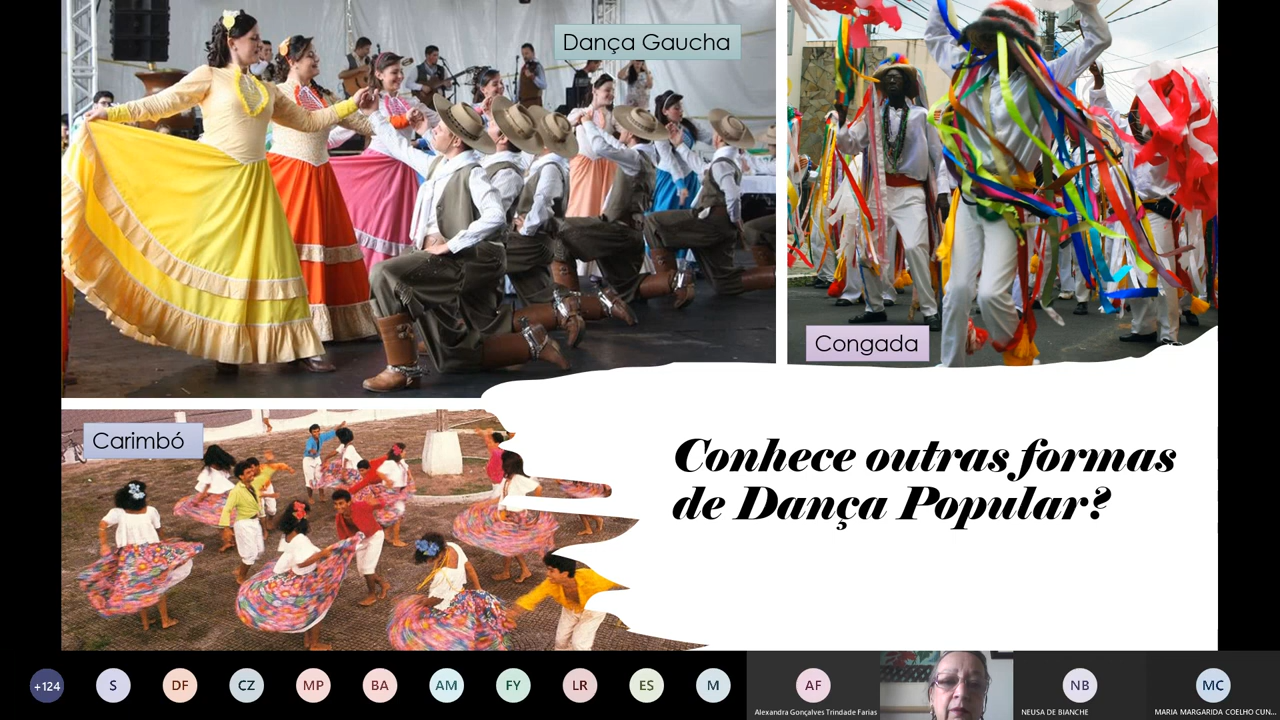 Dança Gaucha
Congada
Carimbó
Conhece outras formas
de Dança Popular?
+124
S
DF
CZ
MP
BA
AM
FY
LR
ES
M
AF
NB
MC
Alexandra Gonçalves Trindade Farias
NEUSA DE BIANCHE
MARIA MARGARIDA COELHO CUN...